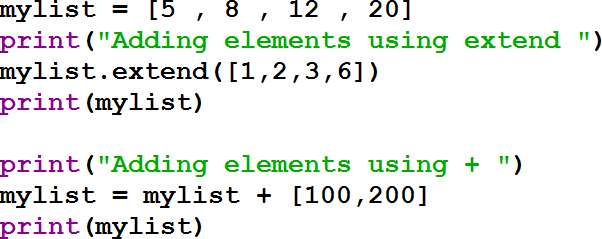 mylist = [5 , 8 , 12 , 20]
print("Adding elements using extend ")
mylist.extend([1,2,3,6])
print(mylist)
print("Adding elements using + ")
mylist = mylist + [100,200]
print(mylist)